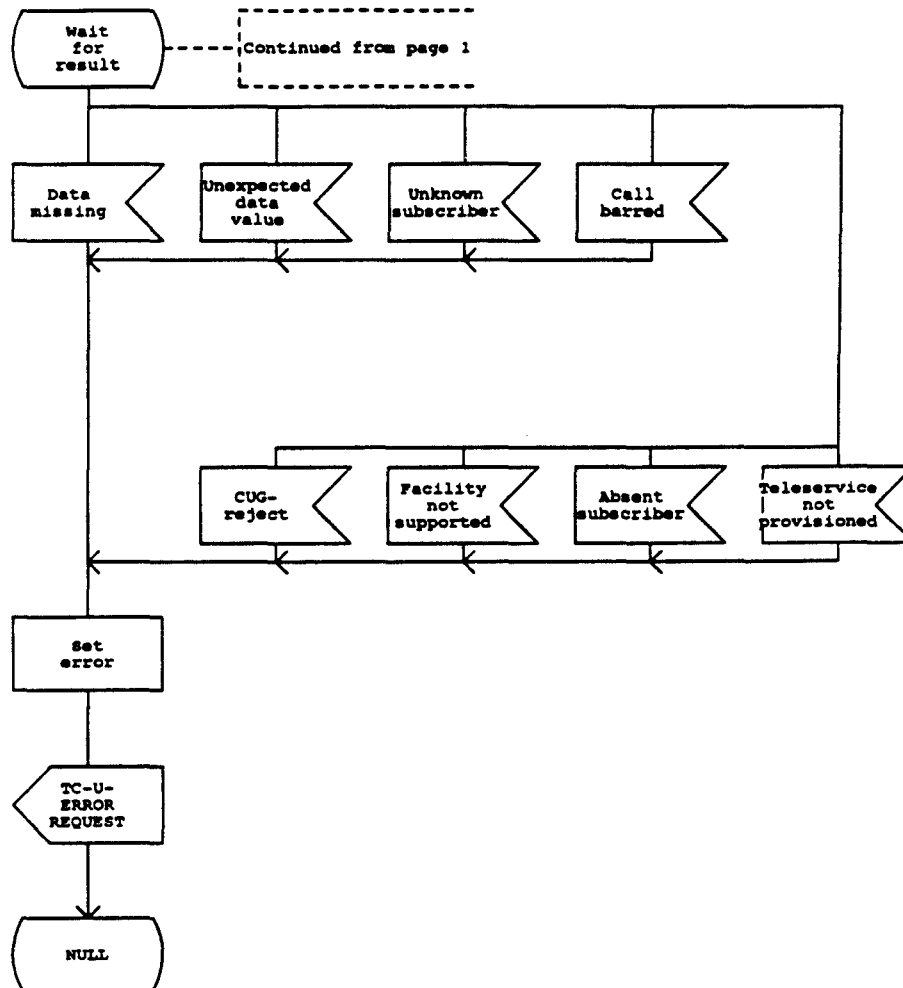 Wait
for
result
Continued from page 1
Data
missing
Unexpected
data
value
Unknown
subscriber
Call
barred
CUG-
reject
Facility
not
supported
Absent
subscriber
Teleservice
not
provisioned
Set
error
TC-U-
ERROR
REQUEST
NULL